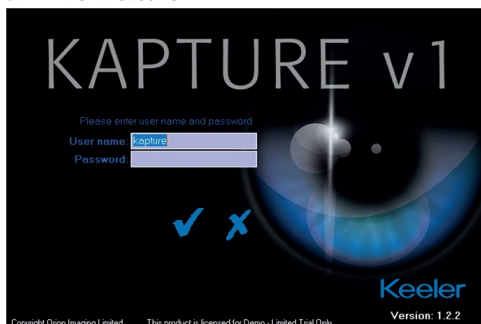 KAPTURE v1
Please enter user name and password
User name: kapture
Password:
Keeler
Version: 1.2.2
Copyright Orion Imaging Limited    This product is licensed for Demo - Limited Trial Only